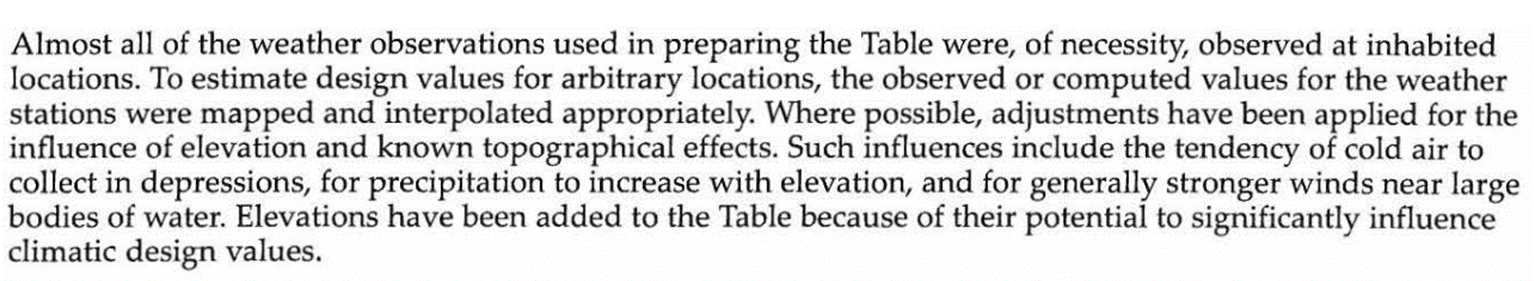 Almost all of the weather observations used in preparing the Table were, of necessity, observed at inhabited
locations. To estimate design values for arbitrary locations, the observed or computed values for the weather
stations were mapped and interpolated appropriately. Where possible, adjustments have been applied for the
influence of elevation and known topographical effects. Such influences include the tendency of cold air to
collect in depressions, for precipitation to increase with elevation, and for generally stronger winds near large
bodies of water. Elevations have been added to the Table because of their potential to significantly influence
climatic design values.